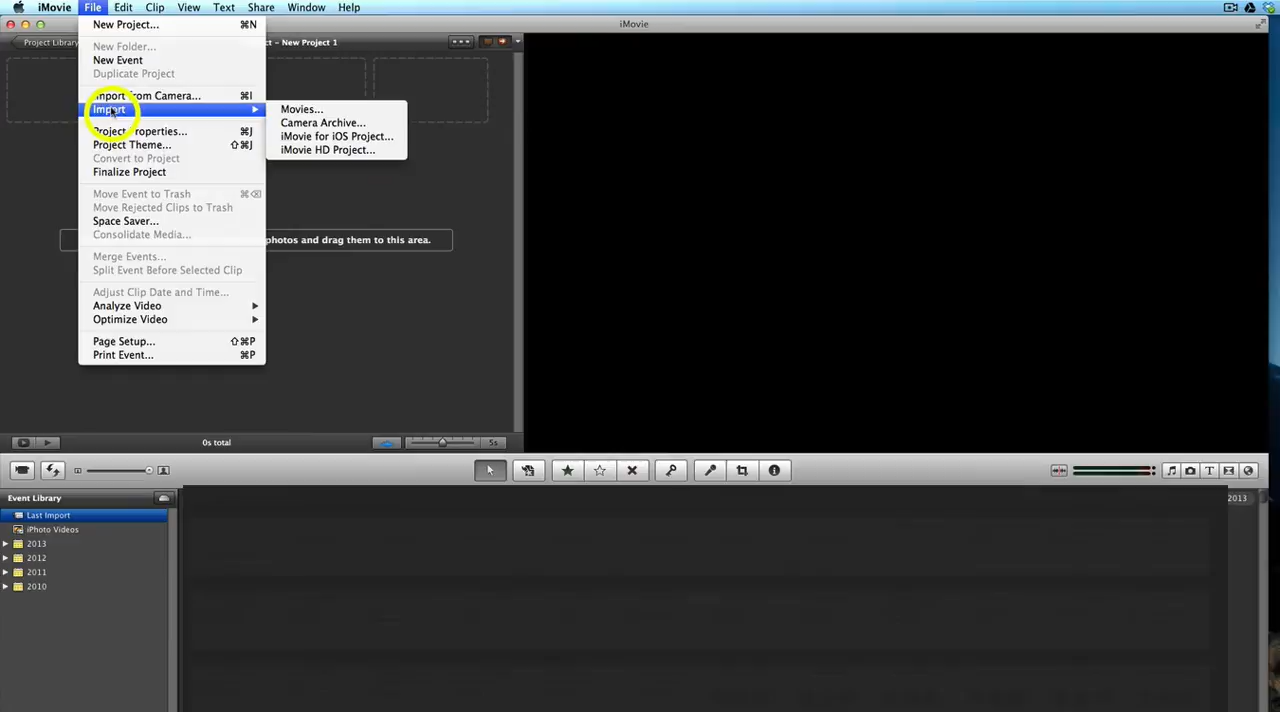 iMovie File Edit Clip View Text Share Window Help
iMovie
Project Library
- New Project 1
New Project... ⌘N
New Folder...
New Event
Duplicate Project
Import from Camera... ⌘I
Import
Project Properties... ⌘J
Project Theme... ⇧⌘J
Convert to Project
Finalize Project
Move Event to Trash ⌘⌫
Move Rejected Clips to Trash
Space Saver...
Consolidate Media...
Merge Events...
Split Event Before Selected Clip
Adjust Clip Date and Time...
Analyze Video
Optimize Video
Page Setup... ⇧⌘P
Print Event... ⌘P
Movies...
Camera Archive...
iMovie for iOS Project...
iMovie HD Project...
photos and drag them to this area.
0s total
5s
Event Library
2013
Last Import
iPhoto Videos
2013
2012
2011
2010